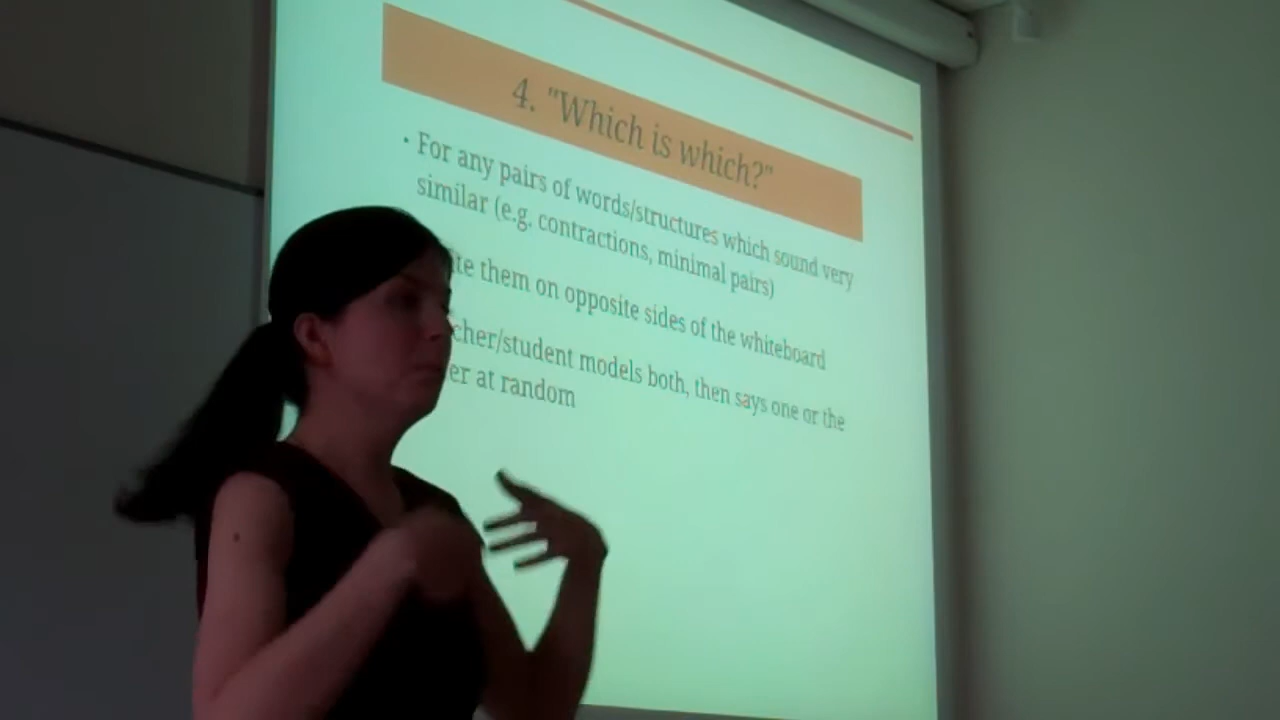 4. "Which is which?"
• For any pairs of words/structures which sound very
similar (e.g. contractions, minimal pairs)
them on opposite sides of the whiteboard
/student models both, then says one or the
at random